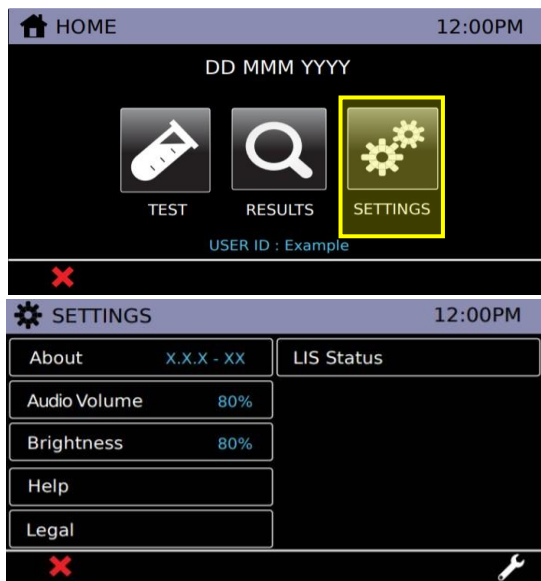 HOME 12:00PM
DD MMM YYYY
TEST RESULTS SETTINGS
USER ID : Example
SETTINGS 12:00PM
About X.X.X - XX LIS Status
Audio Volume 80%
Brightness 80%
Help
Legal